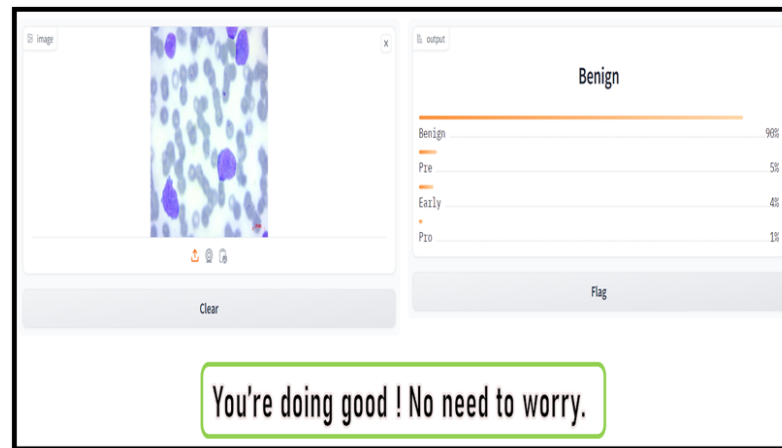 image
output
Benign
Benign 90%
Pre 5%
Early 4%
Pro 1%
Clear
Flag
You're doing good ! No need to worry.